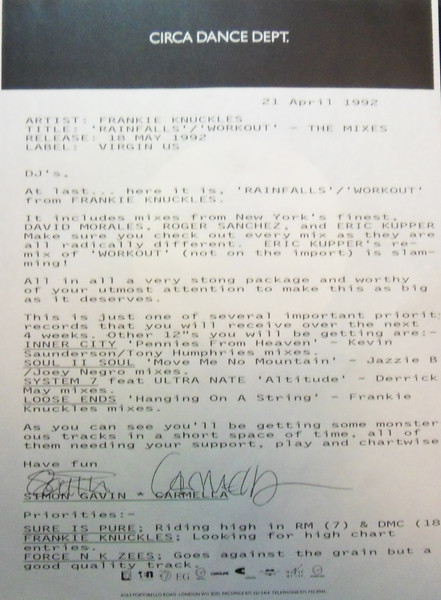 CIRCA DANCE DEPT.
21 April 1992
ARTIST: FRANKIE KNUCKLES
TITLE: 'RAINFALLS'/'WORKOUT' - THE MIXES
RELEASE: 18 MAY 1992
LABEL: VIRGIN US
DJ's,
At last... here it is, 'RAINFALLS'/'WORKOUT'
from FRANKIE KNUCKLES.
It includes mixes from New York's finest,
DAVID MORALES, ROGER SANCHEZ, and ERIC KUPPER
Make sure you check out every mix as they are
all radically different. ERIC KUPPER's re-
mix of 'WORKOUT' (not on the import) is slam-
ming!
All in all a very stong package and worthy
of your utmost attention to make this as big
as it deserves.
This is just one of several important priorit
records that you will receive over the next
4 weeks. Other 12"s you will be getting are:-
INNER CITY 'Pennies From Heaven' - Kevin
Saunderson/Tony Humphries mixes.
SOUL II SOUL 'Move Me No Mountain' - Jazzie B
/Joey Negro mixes.
SYSTEM 7 feat ULTRA NATE 'Altitude' - Derrick
May mixes.
LOOSE ENDS 'Hanging On A String' - Frankie
Knuckles mixes.
As you can see you'll be getting some monster
ous tracks in a short space of time, all of
them needing your support, play and chartwise
Have fun
SIMON GAVIN * CARMELLA
Priorities:-
SURE IS PURE; Riding high in RM (7) & DMC (18
FRANKIE KNUCKLES; Looking for high chart
entries.
FORCE N K ZEES; Goes against the grain but a
good quality track.